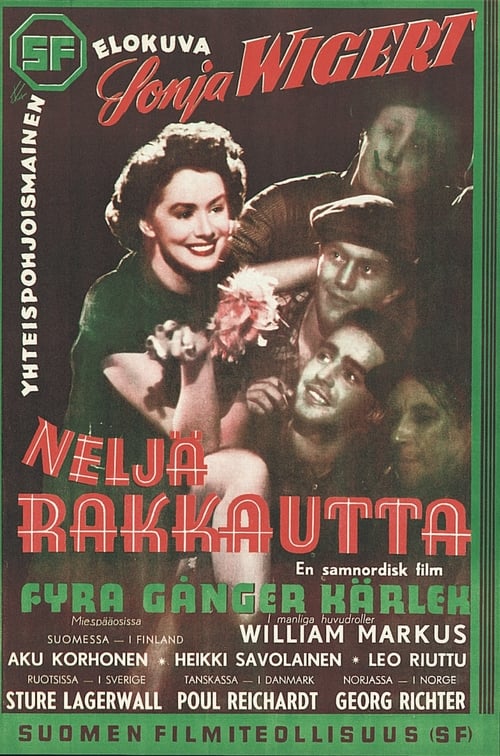 SF
ELOKUVA
Sonja WIGERT
YHTEISPOHJOISMAINEN
NELJÄ
RAKKAUTTA
En samnordisk film
FYRA GÅNGER KÄRLEK
Miespääosissa
I manliga huvudroller
SUOMESSA — I FINLAND
WILLIAM MARKUS
AKU KORHONEN * HEIKKI SAVOLAINEN * LEO RIUTTU
RUOTSISSA — I SVERIGE TANSKASSA — I DANMARK NORJASSA — I NORGE
STURE LAGERWALL POUL REICHARDT GEORG RICHTER
SUOMEN FILMITEOLLISUUS (SF)